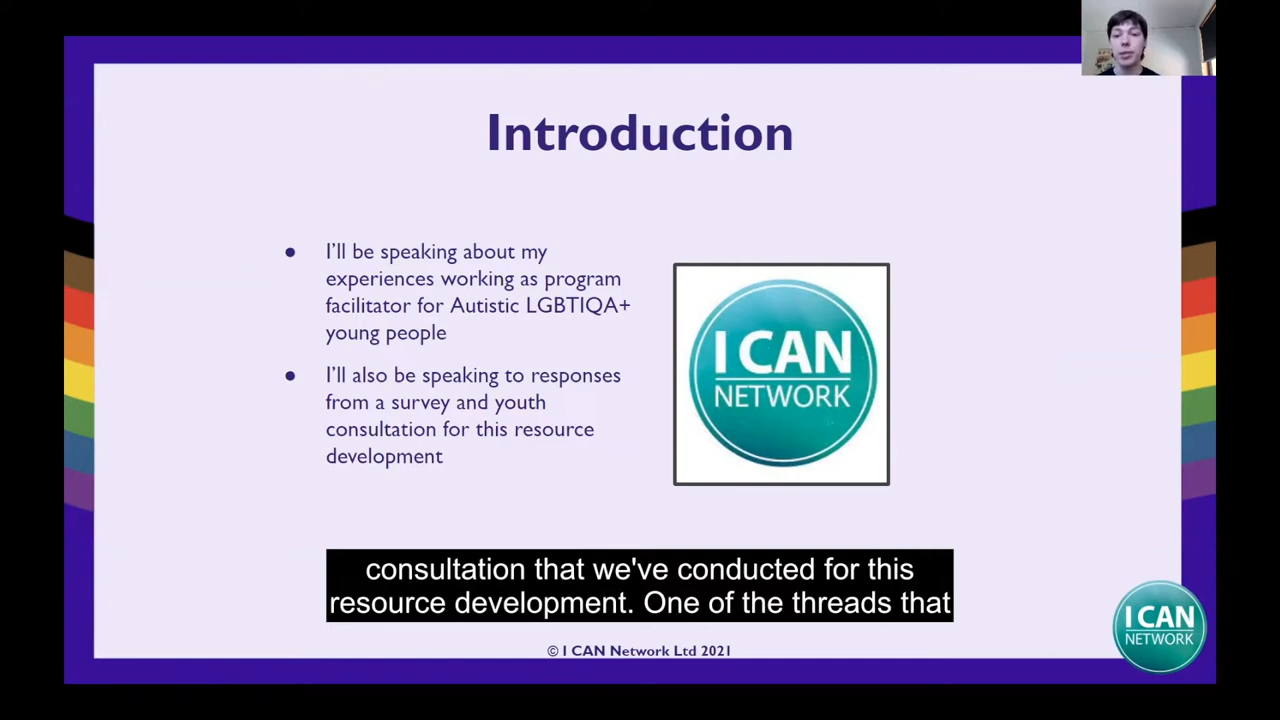 Introduction
● I'll be speaking about my
experiences working as program
facilitator for Autistic LGBTIQA+
young people
● I'll also be speaking to responses
from a survey and youth
consultation for this resource
development
I CAN
NETWORK
consultation that we've conducted for this
resource development. One of the threads that
© I CAN Network Ltd 2021
I CAN
NETWORK